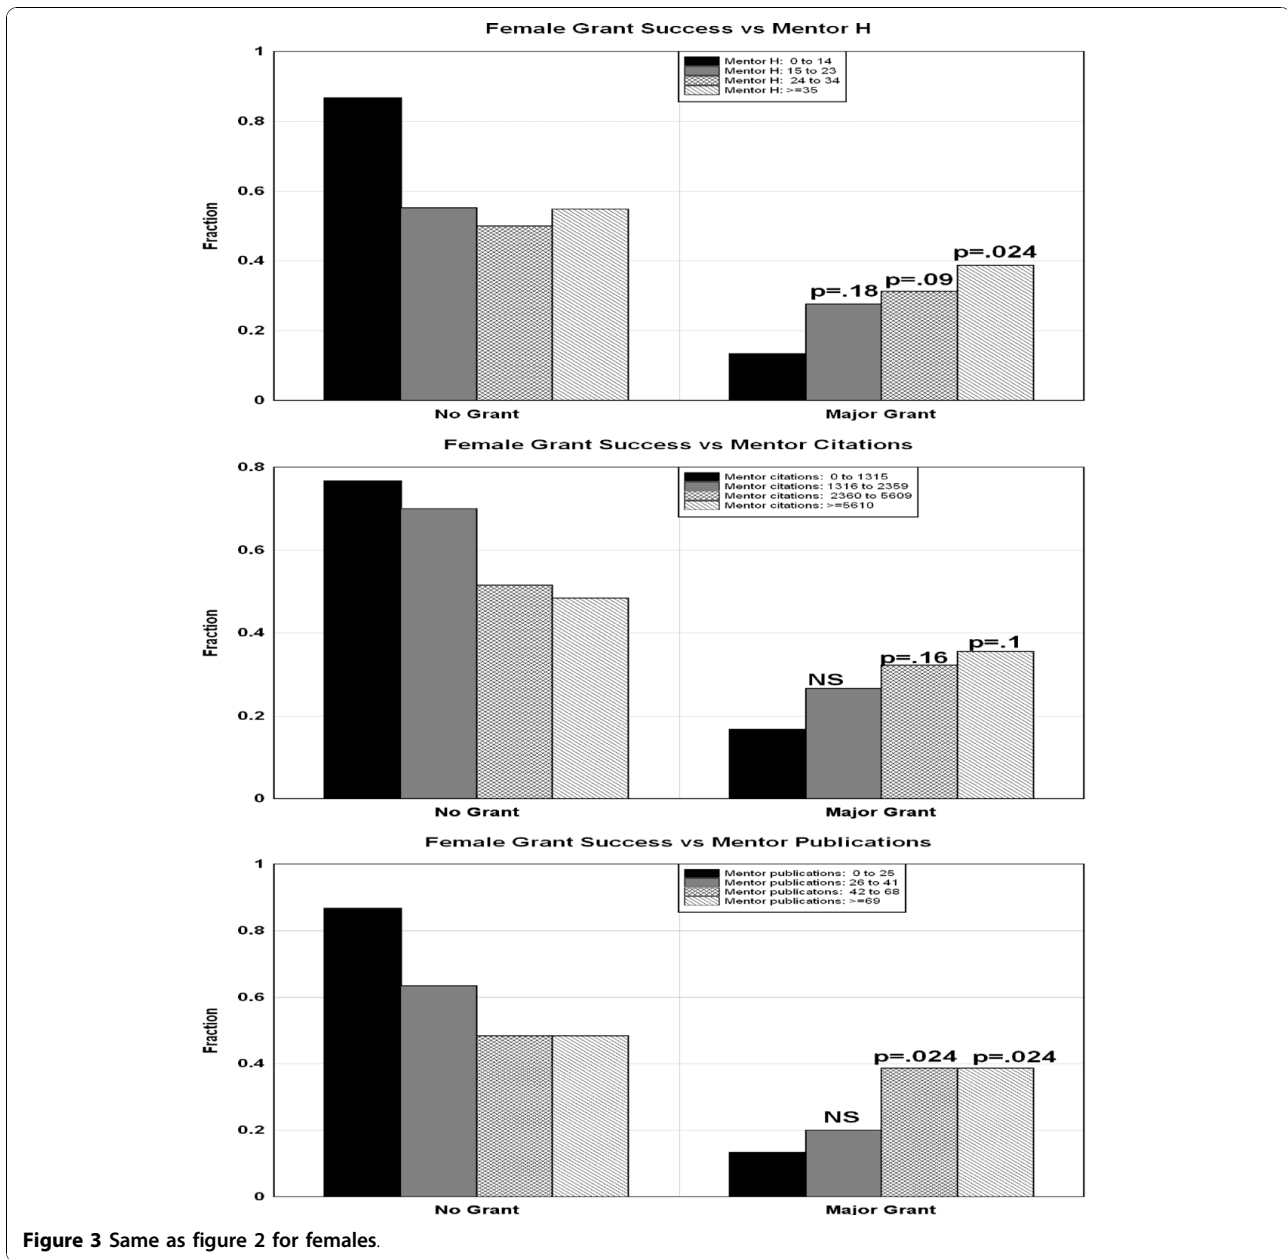 Female Grant Success vs Mentor H
1
Mentor H: 0 to 14
Mentor H: 15 to 23
Mentor H: 24 to 34
Mentor H: >=35
0.8
0.6
Fraction
0.4
0.2
0
p=.18
p=.09
p=.024
No Grant
Major Grant
Female Grant Success vs Mentor Citations
0.8
Mentor citations: 0 to 1315
Mentor citations: 1316 to 2359
Mentor citations: 2360 to 5609
Mentor citations: >=5610
0.6
Fraction
0.4
0.2
0
NS
p=.16
p=.1
No Grant
Major Grant
Female Grant Success vs Mentor Publications
1
Mentor publications: 0 to 25
Mentor publications: 26 to 41
Mentor publicatons: 42 to 68
Mentor publications: >=69
0.8
0.6
Fraction
0.4
0.2
0
NS
p=.024
p=.024
No Grant
Major Grant
Figure 3 Same as figure 2 for females.